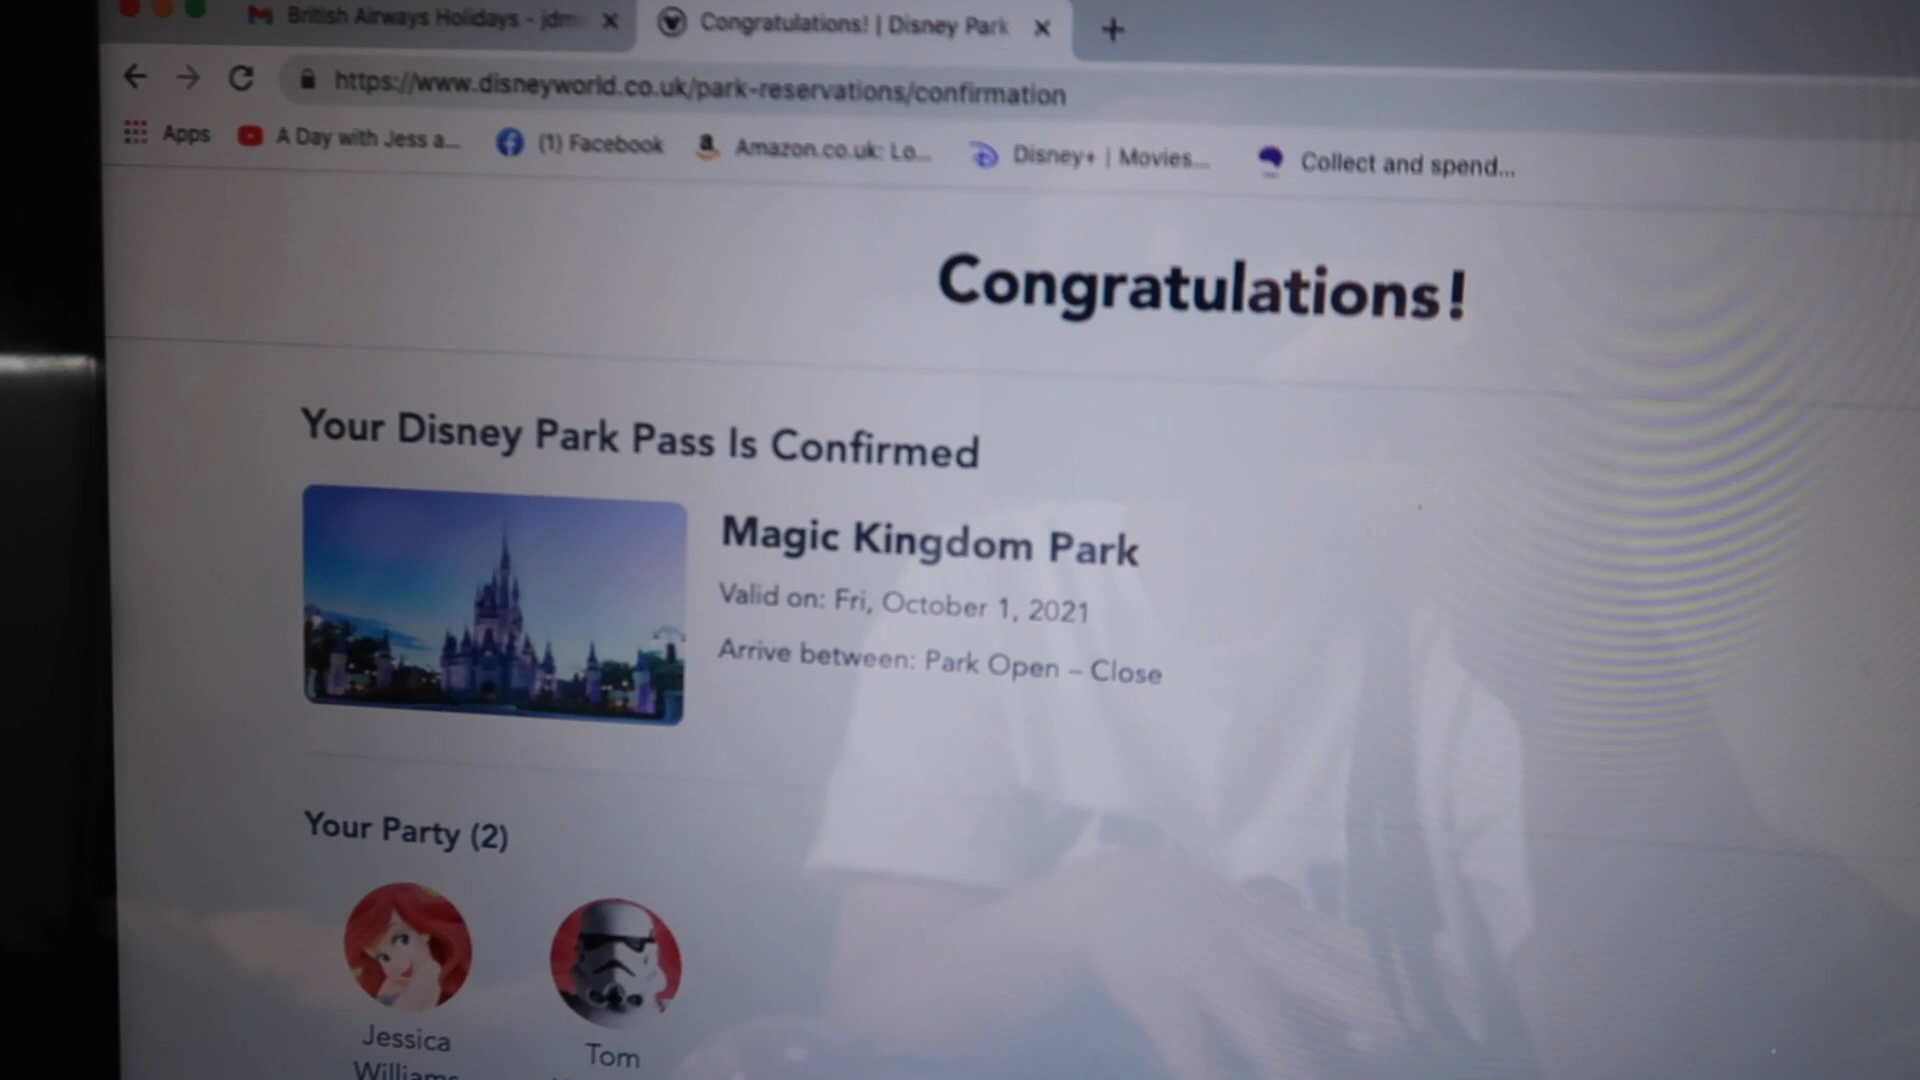 British Airways Holidays - jdm
Congratulations! | Disney Park
https://www.disneyworld.co.uk/park-reservations/confirmation
Apps
A Day with Jess a...
(1) Facebook
Amazon.co.uk: Lo...
Disney+ | Movies...
Collect and spend...
Congratulations!
Your Disney Park Pass Is Confirmed
Magic Kingdom Park
Valid on: Fri, October 1, 2021
Arrive between: Park Open – Close
Your Party (2)
Jessica
Williams
Tom